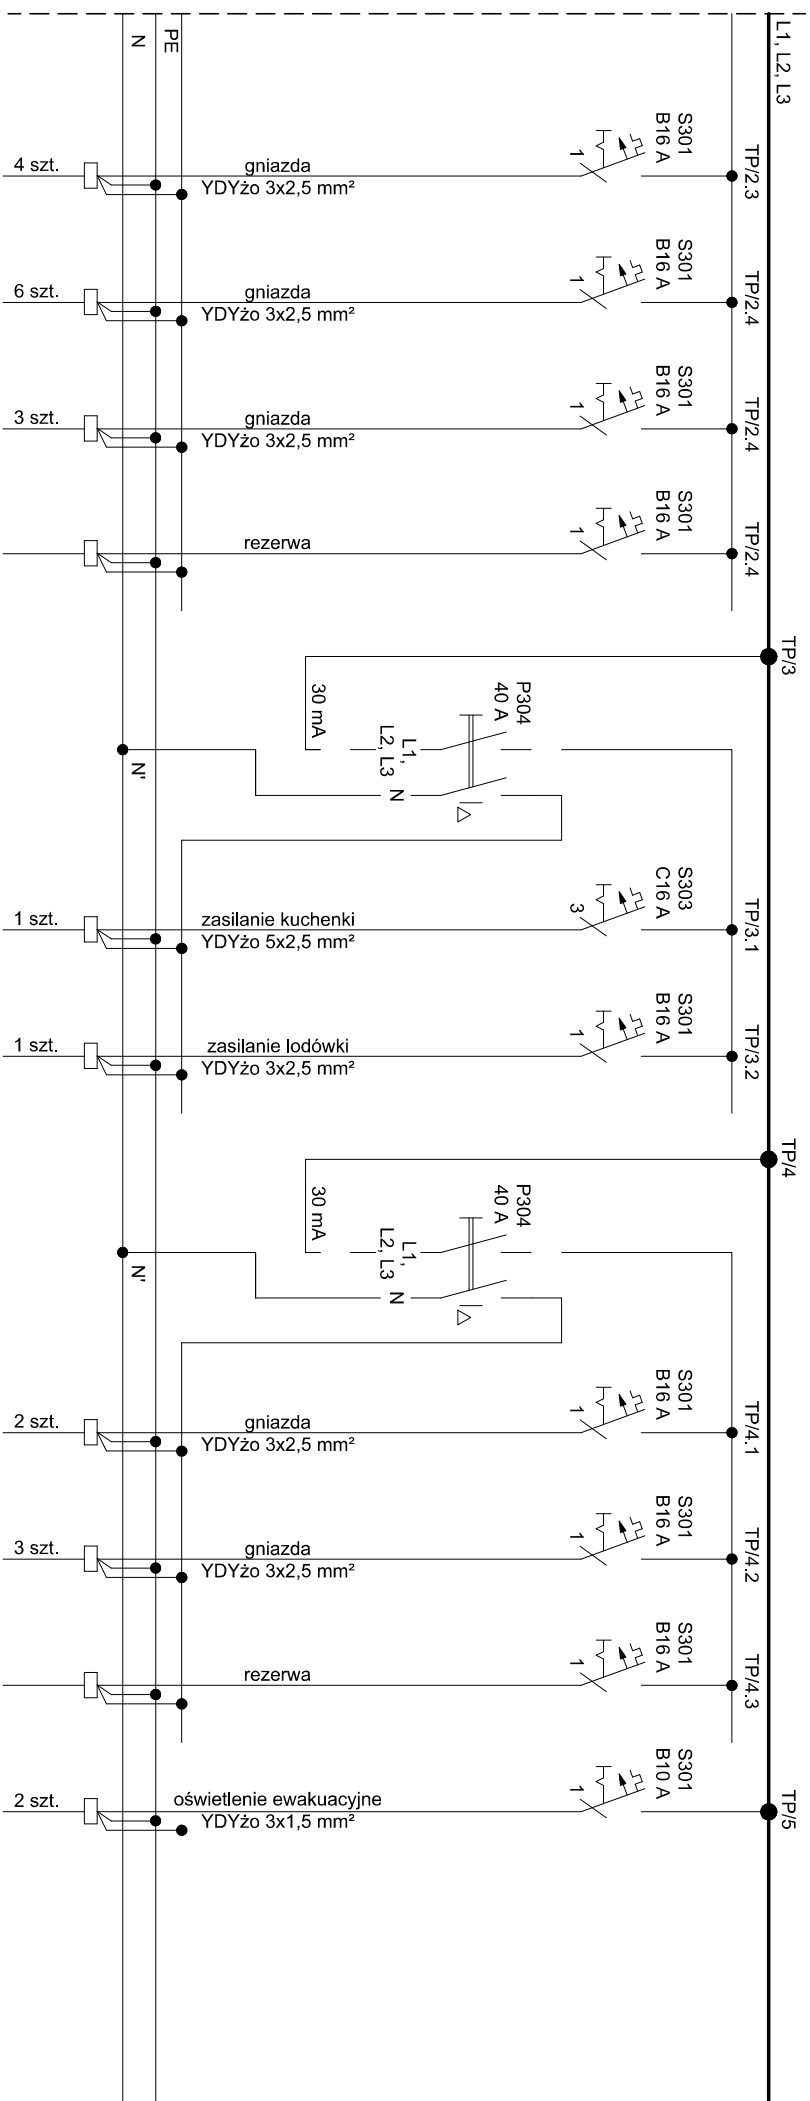 L1, L2, L3
N
PE
S301
B16 A
TP/2.3
1
4 szt.
gniazda
YDYżo 3x2,5 mm²
S301
B16 A
TP/2.4
1
6 szt.
gniazda
YDYżo 3x2,5 mm²
S301
B16 A
TP/2.4
1
3 szt.
gniazda
YDYżo 3x2,5 mm²
S301
B16 A
TP/2.4
1
rezerwa
TP/3
P304
40 A
30 mA
L1,
L2, L3
N
N'
S303
C16 A
TP/3.1
3
1 szt.
zasilanie kuchenki
YDYżo 5x2,5 mm²
S301
B16 A
TP/3.2
1
1 szt.
zasilanie lodówki
YDYżo 3x2,5 mm²
TP/4
P304
40 A
30 mA
L1,
L2, L3
N
N'
S301
B16 A
TP/4.1
1
2 szt.
gniazda
YDYżo 3x2,5 mm²
S301
B16 A
TP/4.2
1
3 szt.
gniazda
YDYżo 3x2,5 mm²
S301
B16 A
TP/4.3
1
rezerwa
S301
B10 A
TP/5
1
2 szt.
oświetlenie ewakuacyjne
YDYżo 3x1,5 mm²